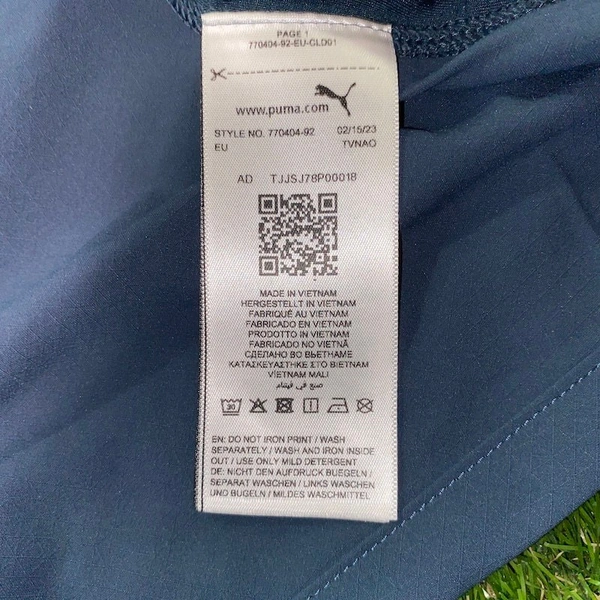 PAGE 1
770404-92-EU-CLD01
www.puma.com
STYLE NO. 770404-92 02/15/23
EU TVNAO
AD TJJSJ78P00018
MADE IN VIETNAM
HERGESTELLT IN VIETNAM
FABRIQUÉ AU VIETNAM
FABRICADO EN VIETNAM
PRODOTTO IN VIETNAM
FABRICADO NO VIETNÃ
СДЕЛАНО ВО ВЬЕТНАМЕ
ΚΑΤΑΣΚΕΥΑΣΤΗΚΕ ΣΤΟ ΒΙΕΤΝΑΜ
VİETNAM MALI
صنع في فيتنام
30
EN: DO NOT IRON PRINT / WASH
SEPARATELY / WASH AND IRON INSIDE
OUT / USE ONLY MILD DETERGENT
DE: NICHT DEN AUFDRUCK BUEGELN /
SEPARAT WASCHEN / LINKS WASCHEN
UND BUGELN / MILDES WASCHMITTEL